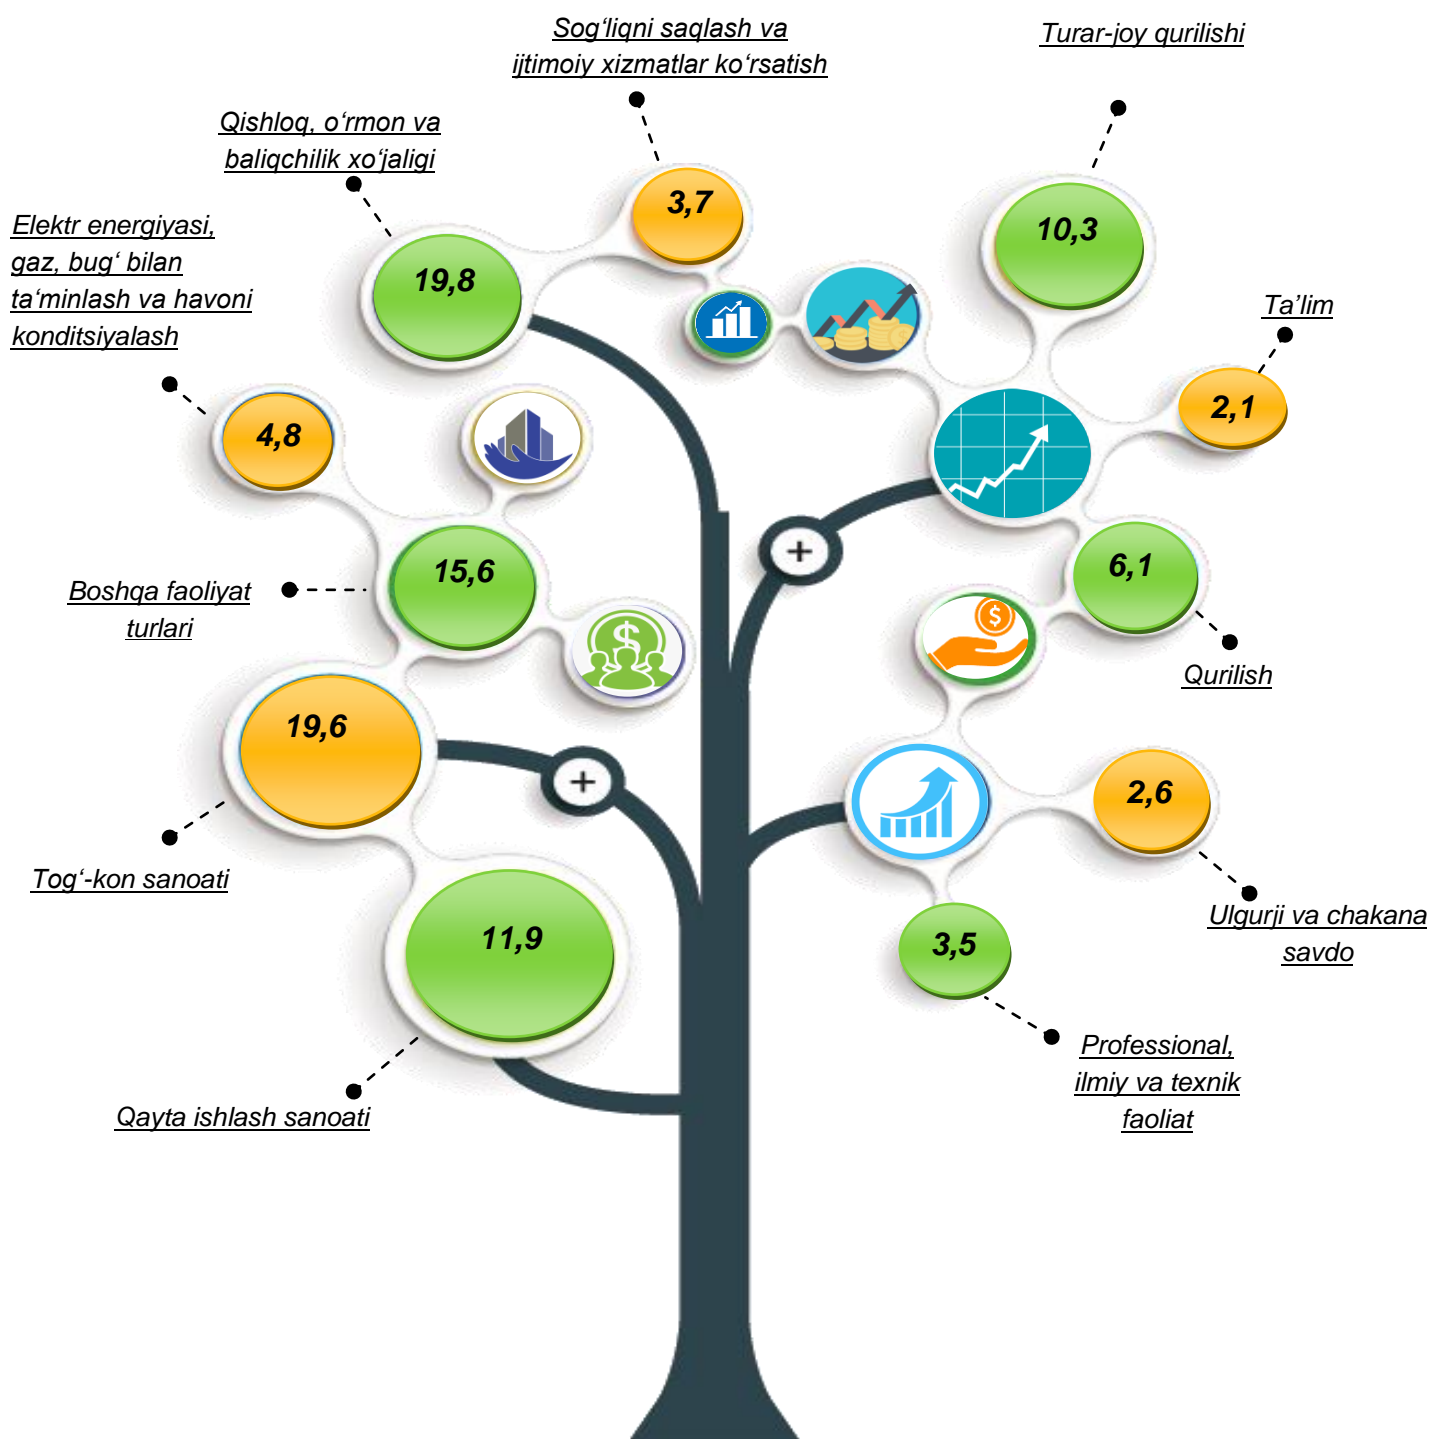 Sog‘liqni saqlash va
ijtimoiy xizmatlar ko‘rsatish
3,7
Turar-joy qurilishi
10,3
Qishloq, o‘rmon va
baliqchilik xo‘jaligi
19,8
Elektr energiyasi,
gaz, bug‘ bilan
ta‘minlash va havoni
konditsiyalash
4,8
Ta’lim
2,1
Boshqa faoliyat
turlari
15,6
6,1
Qurilish
19,6
Tog‘-kon sanoati
2,6
Ulgurji va chakana
savdo
11,9
Qayta ishlash sanoati
3,5
Professional,
ilmiy va texnik
faoliat
+
+
$
$
$